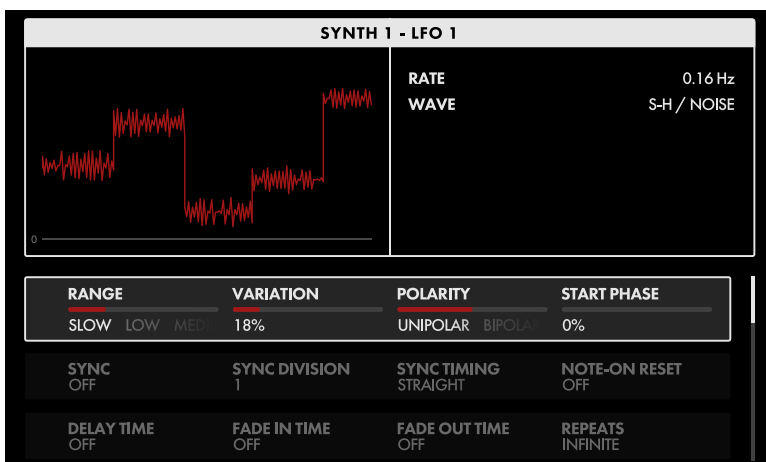 SYNTH 1 - LFO 1
RATE 0.16 Hz
WAVE S-H / NOISE
0
RANGE VARIATION POLARITY START PHASE
SLOW LOW MED 18% UNIPOLAR BIPOLAR 0%
SYNC SYNC DIVISION SYNC TIMING NOTE-ON RESET
OFF 1 STRAIGHT OFF
DELAY TIME FADE IN TIME FADE OUT TIME REPEATS
OFF OFF OFF INFINITE